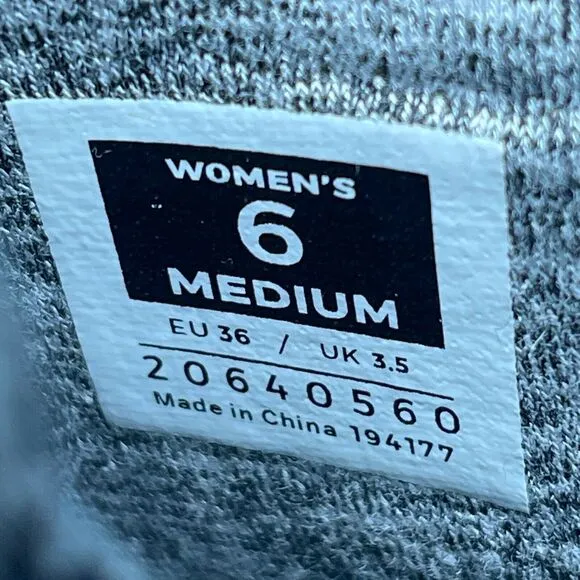 WOMEN'S
6
MEDIUM
EU 36 / UK 3.5
20640560
Made in China 194177